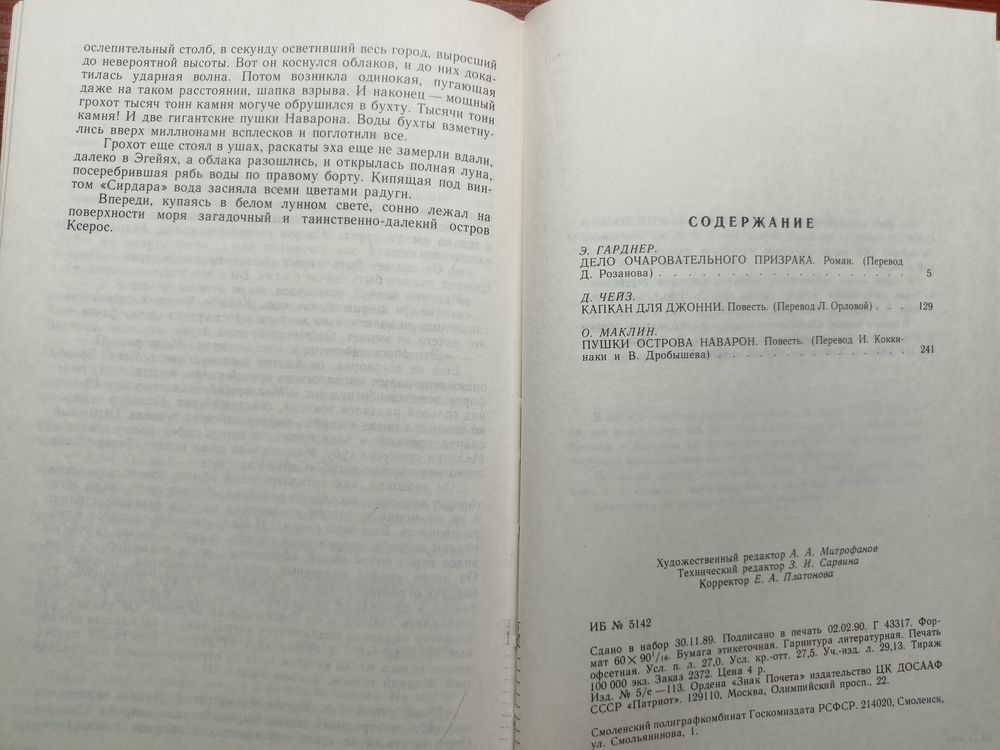 ослепительный столб, в секунду осветивший весь город, выросший
до невероятной высоты. Вот он коснулся облаков, и до них дока-
тилась ударная волна. Потом возникла одинокая, пугающая
даже на таком расстоянии, шапка взрыва. И наконец — мощный
грохот тысяч тонн камня могуче обрушился в бухту. Тысячи тонн
камня! И две гигантские пушки Наварона. Воды бухты взметну-
лись вверх миллионами всплесков и поглотили все.
Грохот еще стоял в ушах, раскаты эха еще не замерли вдали,
далеко в Эгейях, а облака разошлись, и открылась полная луна,
посеребрившая рябь воды по правому борту. Кипящая под вин-
том «Сирдара» вода засияла всеми цветами радуги.
Впереди, купаясь в белом лунном свете, сонно лежал на
поверхности моря загадочный и таинственно-далекий остров
Ксерос.
СОДЕРЖАНИЕ
Э. ГАРДНЕР.
ДЕЛО ОЧАРОВАТЕЛЬНОГО ПРИЗРАКА. Роман. (Перевод
Д. Розанова) . . . . . . . . . . . . . . . . . . 5
Д. ЧЕЙЗ.
КАПКАН ДЛЯ ДЖОННИ. Повесть. (Перевод Л. Орловой) . . . 129
О. МАКЛИН.
ПУШКИ ОСТРОВА НАВАРОН. Повесть. (Перевод И. Кокки-
наки и В. Дробышева) . . . . . . . . . . . . . . 241
Художественный редактор А. А. Митрофанов
Технический редактор З. И. Сарвина
Корректор Е. А. Платонова
ИБ № 5142
Сдано в набор 30.11.89. Подписано в печать 02.02.90. Г 43317. Фор-
мат 60×90¹/₁₆. Бумага этикеточная. Гарнитура литературная. Печать
офсетная. Усл. п. л. 27,0. Усл. кр.-отт. 27,5. Уч.-изд. л. 29,13. Тираж
100 000 экз. Заказ 2372. Цена 4 р.
Изд. № 5/е—113. Ордена «Знак Почета» издательство ЦК ДОСААФ
СССР «Патриот». 129110, Москва, Олимпийский просп., 22.
Смоленский полиграфкомбинат Госкомиздата РСФСР. 214020, Смоленск,
ул. Смольянинова, 1.